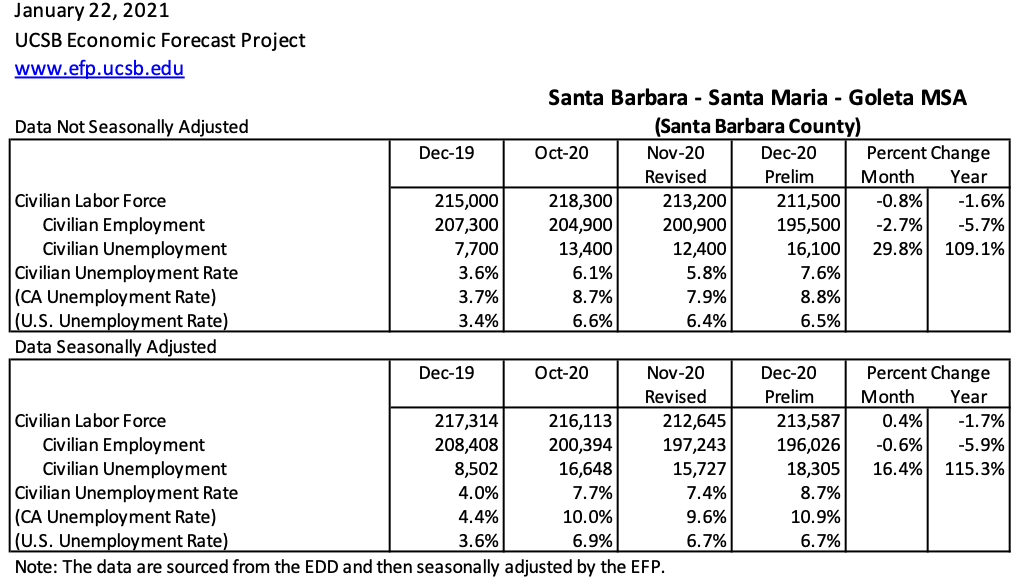 January 22, 2021
UCSB Economic Forecast Project
www.efp.ucsb.edu
Santa Barbara - Santa Maria - Goleta MSA
Data Not Seasonally Adjusted (Santa Barbara County)
Dec-19 Oct-20 Nov-20 Dec-20 Percent Change
Revised Prelim Month Year
Civilian Labor Force 215,000 218,300 213,200 211,500 -0.8% -1.6%
Civilian Employment 207,300 204,900 200,900 195,500 -2.7% -5.7%
Civilian Unemployment 7,700 13,400 12,400 16,100 29.8% 109.1%
Civilian Unemployment Rate 3.6% 6.1% 5.8% 7.6%
(CA Unemployment Rate) 3.7% 8.7% 7.9% 8.8%
(U.S. Unemployment Rate) 3.4% 6.6% 6.4% 6.5%
Data Seasonally Adjusted
Dec-19 Oct-20 Nov-20 Dec-20 Percent Change
Revised Prelim Month Year
Civilian Labor Force 217,314 216,113 212,645 213,587 0.4% -1.7%
Civilian Employment 208,408 200,394 197,243 196,026 -0.6% -5.9%
Civilian Unemployment 8,502 16,648 15,727 18,305 16.4% 115.3%
Civilian Unemployment Rate 4.0% 7.7% 7.4% 8.7%
(CA Unemployment Rate) 4.4% 10.0% 9.6% 10.9%
(U.S. Unemployment Rate) 3.6% 6.9% 6.7% 6.7%
Note: The data are sourced from the EDD and then seasonally adjusted by the EFP.